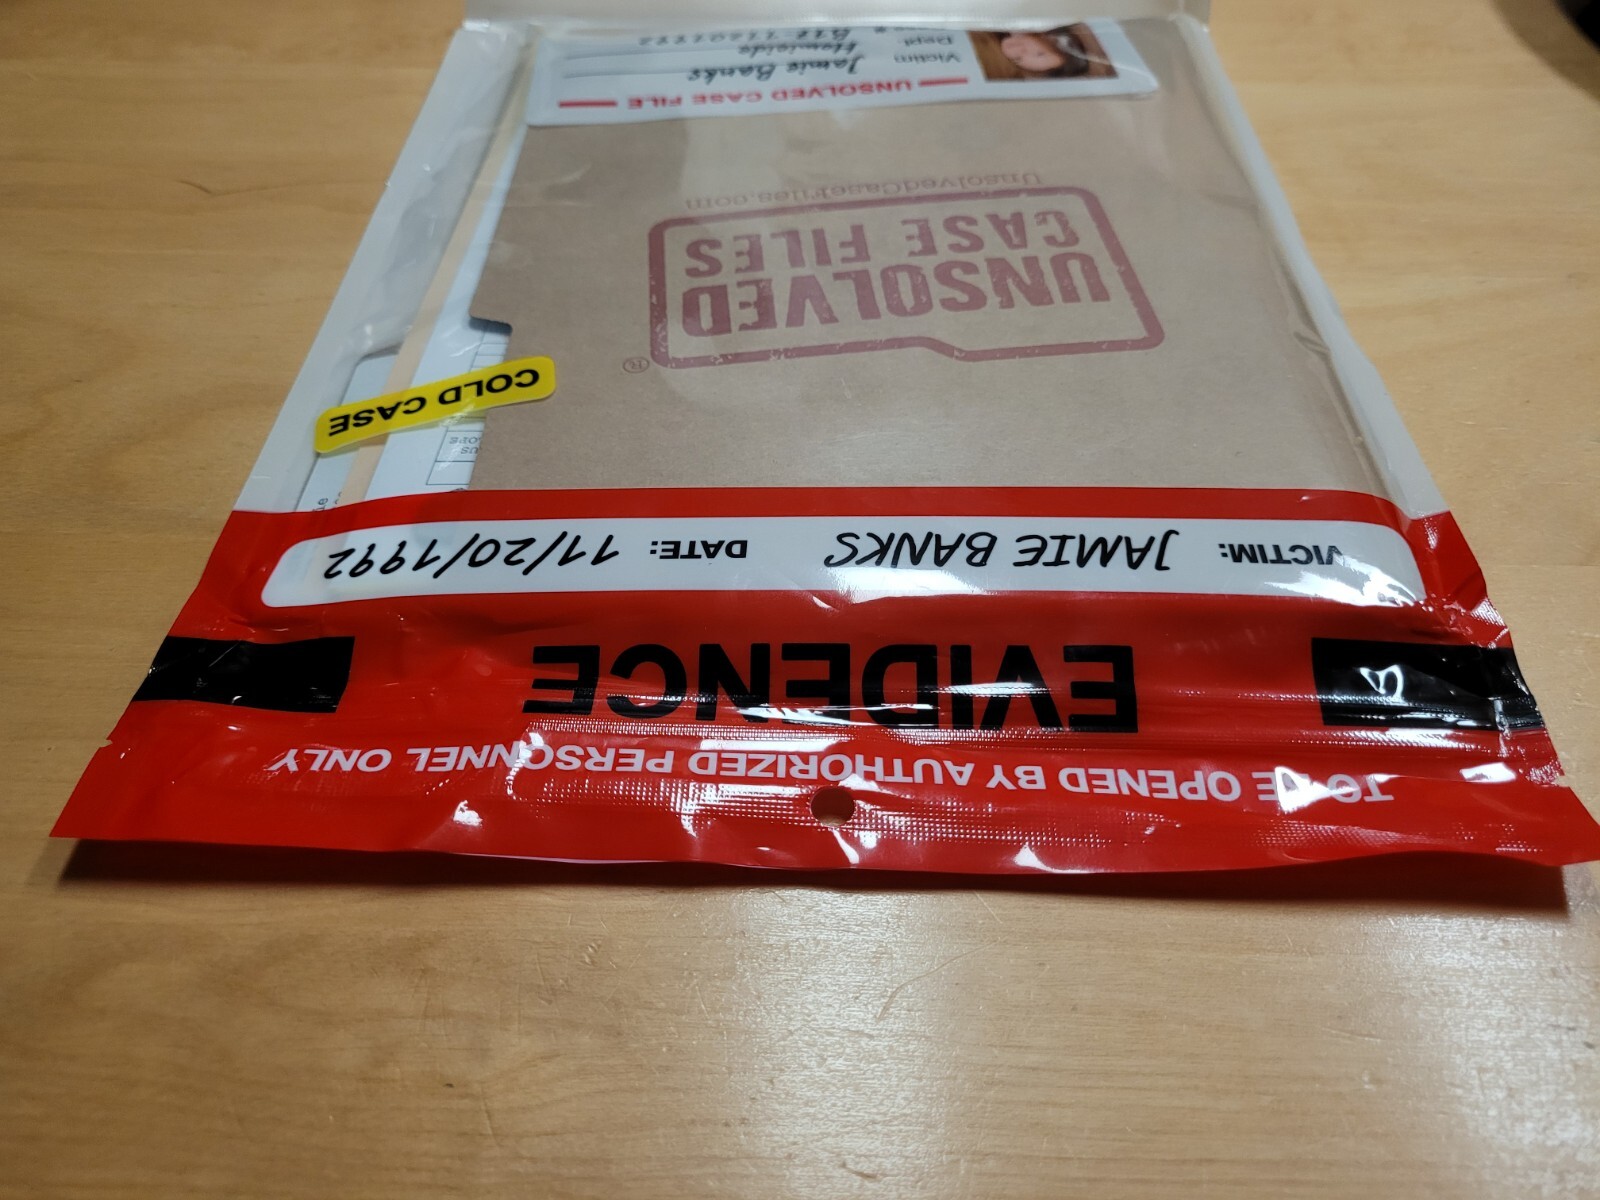 TO BE OPENED BY AUTHORIZED PERSONNEL ONLY
EVIDENCE
VICTIM: JAMIE BANKS DATE: 11/20/1992
COLD CASE
UNSOLVED
CASE FILES
®
UnsolvedCaseFiles.com
UNSOLVED CASE FILE
Victim: Jamie Banks
Dept: Homicide